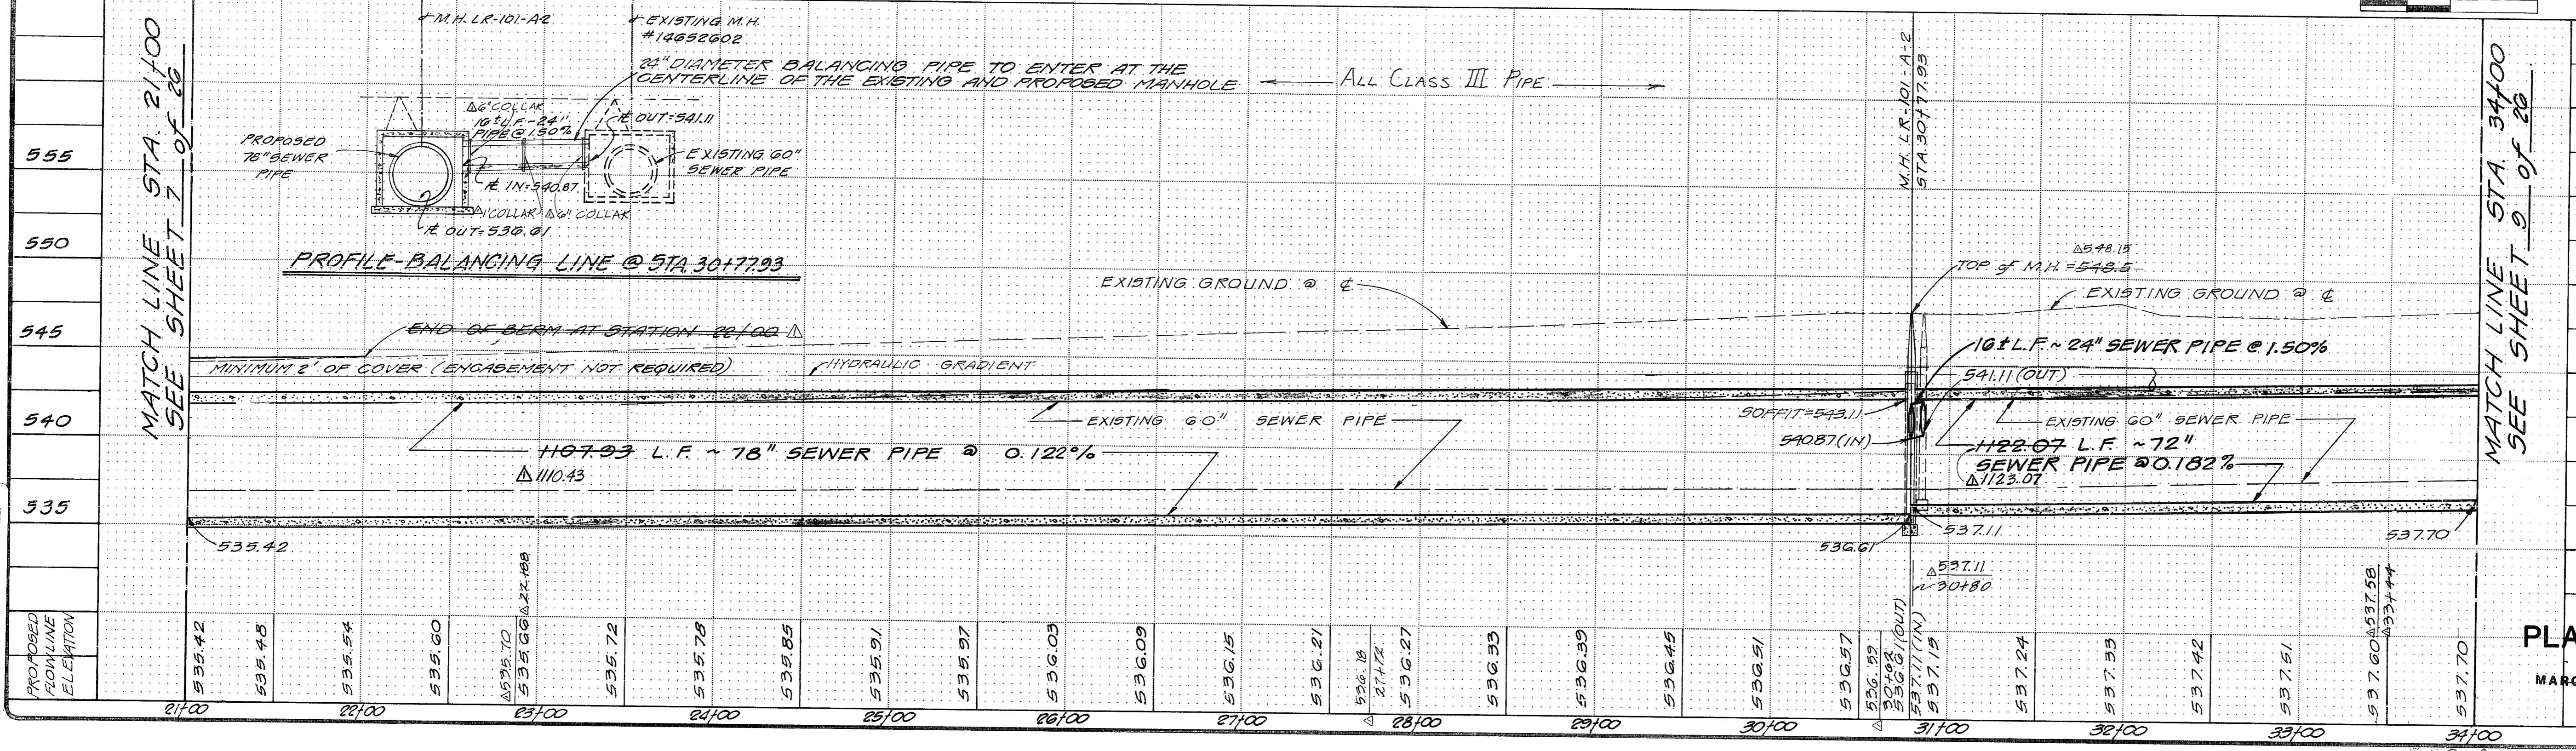 MATCH LINE STA. 21+00
SEE SHEET 7 of 26
M.H. LR-101-A-2
EXISTING M.H.
#14652602
24" DIAMETER BALANCING PIPE TO ENTER AT THE
CENTERLINE OF THE EXISTING AND PROPOSED MANHOLE
ALL CLASS III PIPE
△6" COLLAR
16±L.F.~24"
PIPE @ 1.50%
℄ OUT=541.11
PROPOSED
78" SEWER
PIPE
EXISTING 60"
SEWER PIPE
℄ IN=540.87
△1' COLLAR
△6" COLLAR
℄ OUT=536.61
PROFILE-BALANCING LINE @ STA. 30+77.93
M.H. LR-101-A-2
STA. 30+77.93
MATCH LINE STA. 34+00
SEE SHEET 9 of 26
555
550
545
540
535
EXISTING GROUND @ ℄
△548.15
TOP of M.H. =548.5
EXISTING GROUND @ ℄
END OF BERM AT STATION 22+00 △
MINIMUM 2' OF COVER (ENCASEMENT NOT REQUIRED)
HYDRAULIC GRADIENT
16±L.F.~24" SEWER PIPE @ 1.50%
541.11 (OUT)
SOFFIT=543.11
540.87 (IN)
EXISTING 60" SEWER PIPE
EXISTING 60" SEWER PIPE
1107.93 L.F. ~ 78" SEWER PIPE @ 0.122%
△1110.43
1122.07 L.F. ~72"
SEWER PIPE @ 0.182%
△1123.07
535.42
536.61
537.11
537.70
△537.11
~30+80
PROPOSED
FLOWLINE
ELEVATION
535.42
535.48
535.54
535.60
△535.70
535.66 △22+88
535.72
535.78
535.85
535.91
535.97
536.03
536.09
536.15
536.21
536.18
27+72
△
536.27
536.33
536.39
536.45
536.51
536.57
536.59
30+62
△
536.61 (OUT)
537.11 (IN)
537.15
537.24
537.33
537.42
537.51
537.60 △537.58
△33+44
537.70
21+00
22+00
23+00
24+00
25+00
26+00
27+00
28+00
29+00
30+00
31+00
32+00
33+00
34+00
PLA
MARC